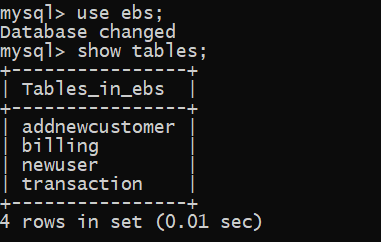 mysql> use ebs;
Database changed
mysql> show tables;
+----------------+
| Tables_in_ebs  |
+----------------+
| addnewcustomer |
| billing        |
| newuser        |
| transaction    |
+----------------+
4 rows in set (0.01 sec)